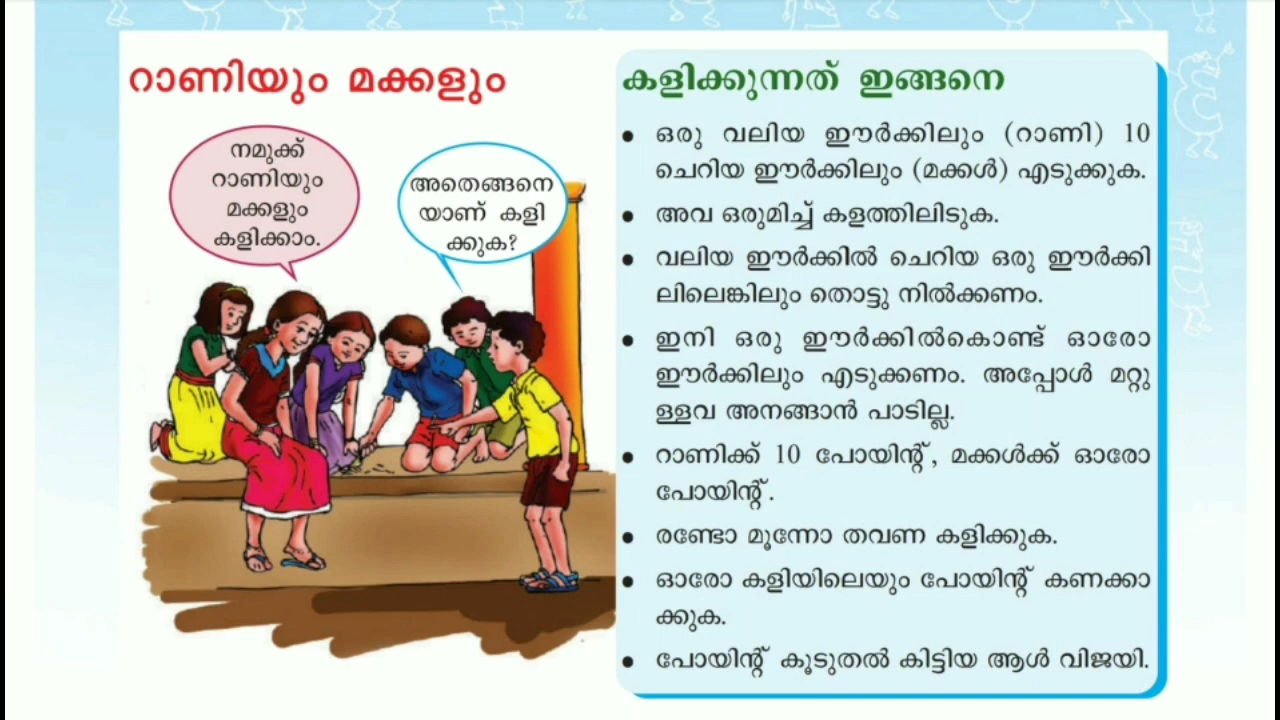 റാണിയും മക്കളും
നമുക്ക്
റാണിയും
മക്കളും
കളിക്കാം.
അതെങ്ങനെ
യാണ് കളി
ക്കുക?
കളിക്കുന്നത് ഇങ്ങനെ
• ഒരു വലിയ ഈർക്കിലും (റാണി) 10
ചെറിയ ഈർക്കിലും (മക്കൾ) എടുക്കുക.
• അവ ഒരുമിച്ച് കളത്തിലിടുക.
• വലിയ ഈർക്കിൽ ചെറിയ ഒരു ഈർക്കി
ലിലെങ്കിലും തൊട്ടു നിൽക്കണം.
• ഇനി ഒരു ഈർക്കിൽകൊണ്ട് ഓരോ
ഈർക്കിലും എടുക്കണം. അപ്പോൾ മറ്റു
ള്ളവ അനങ്ങാൻ പാടില്ല.
• റാണിക്ക് 10 പോയിന്റ്, മക്കൾക്ക് ഓരോ
പോയിന്റ്.
• രണ്ടോ മൂന്നോ തവണ കളിക്കുക.
• ഓരോ കളിയിലെയും പോയിന്റ് കണക്കാ
ക്കുക.
• പോയിന്റ് കൂടുതൽ കിട്ടിയ ആൾ വിജയി.